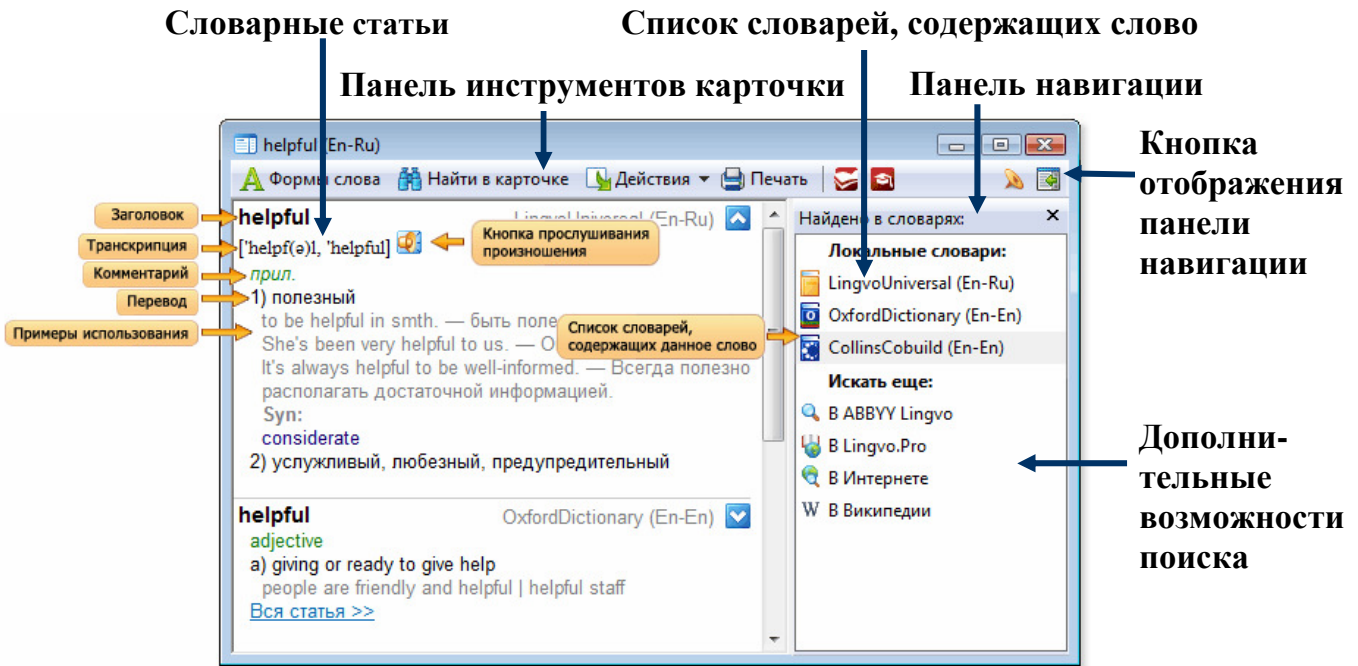 Словарные статьи
Список словарей, содержащих слово
Панель инструментов карточки
Панель навигации
Кнопка
отображения
панели
навигации
Дополни-
тельные
возможности
поиска
helpful (En-Ru)
Формы слова
Найти в карточке
Действия
Печать
Заголовок
Транскрипция
Комментарий
Перевод
Примеры использования
helpful
LingvoUniversal (En-Ru)
['helpf(ə)l, 'helpful]
Кнопка прослушивания
произношения
прил.
1) полезный
to be helpful in smth. — быть
She's been very helpful to us. —
It's always helpful to be well-informed. — Всегда полезно
располагать достаточной информацией.
Syn:
considerate
2) услужливый, любезный, предупредительный
Список словарей,
содержащих данное слово
helpful
OxfordDictionary (En-En)
adjective
a) giving or ready to give help
people are friendly and helpful | helpful staff
Вся статья >>
Найдено в словарях:
Локальные словари:
LingvoUniversal (En-Ru)
OxfordDictionary (En-En)
CollinsCobuild (En-En)
Искать еще:
В ABBYY Lingvo
В Lingvo.Pro
В Интернете
W В Википедии